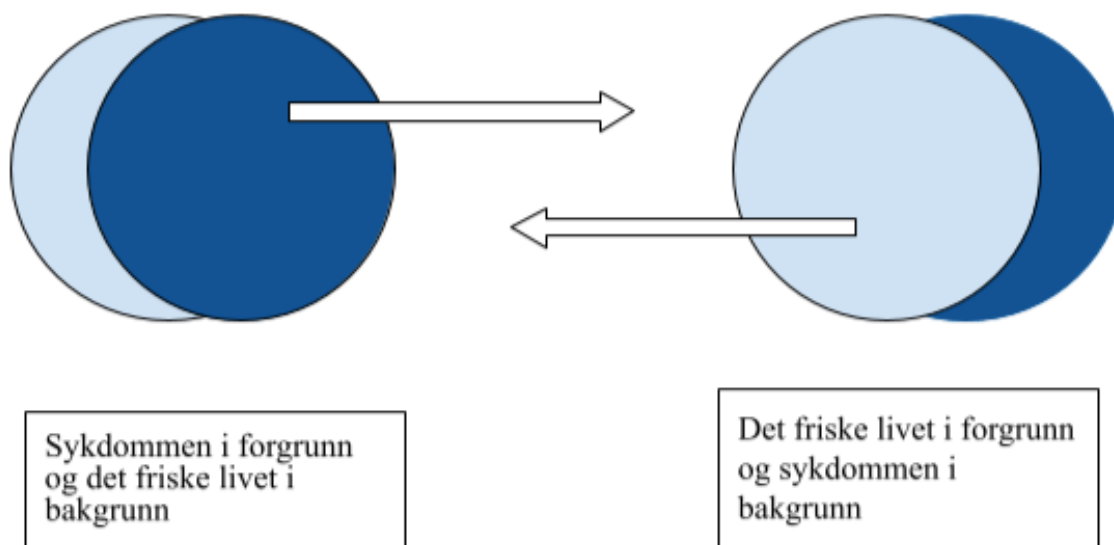 Sykdommen i forgrunn
og det friske livet i
bakgrunn
Det friske livet i forgrunn
og sykdommen i
bakgrunn